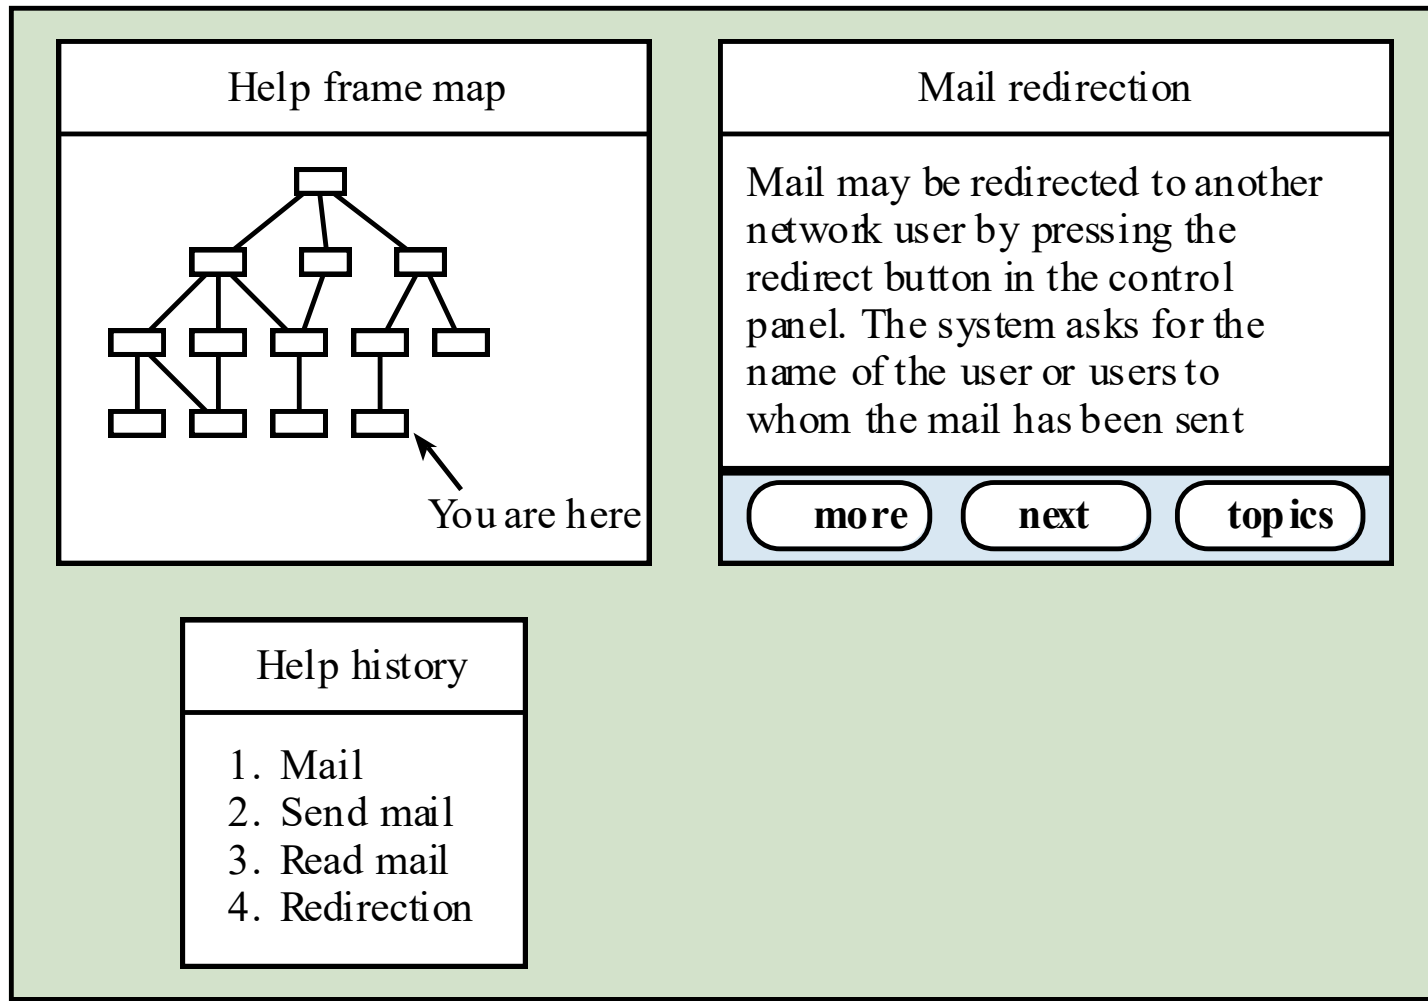 Help frame map
You are here
Mail redirection
Mail may be redirected to another
network user by pressing the
redirect button in the control
panel. The system asks for the
name of the user or users to
whom the mail has been sent
more
next
topics
Help history
1. Mail
2. Send mail
3. Read mail
4. Redirection